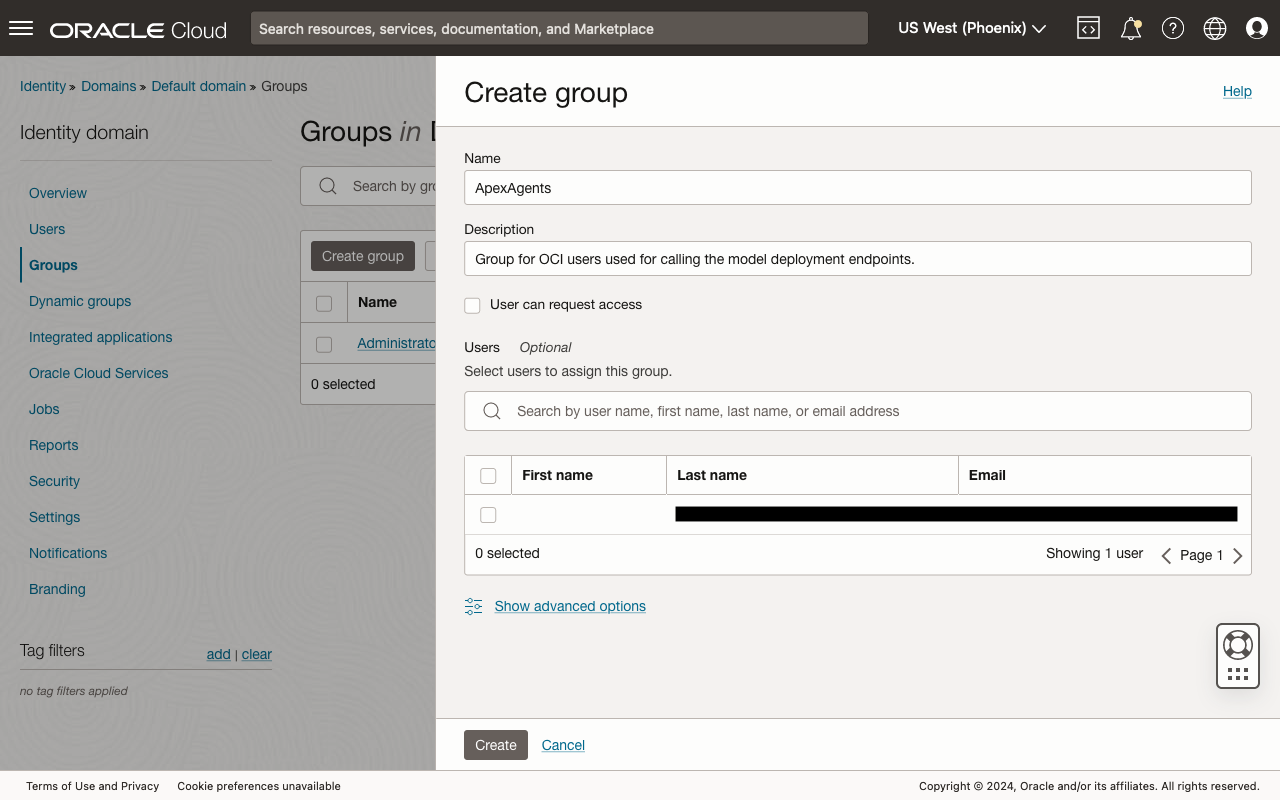 ORACLE Cloud
Search resources, services, documentation, and Marketplace
US West (Phoenix)
Identity » Domains » Default domain » Groups
Identity domain
Overview
Users
Groups
Dynamic groups
Integrated applications
Oracle Cloud Services
Jobs
Reports
Security
Settings
Notifications
Branding
Tag filters
add | clear
no tag filters applied
Groups in
Search by gro
Create group
Name
Administrato
0 selected
Create group
Help
Name
ApexAgents
Description
Group for OCI users used for calling the model deployment endpoints.
User can request access
Users Optional
Select users to assign this group.
Search by user name, first name, last name, or email address
First name Last name Email
0 selected Showing 1 user Page 1
Show advanced options
Create Cancel
Terms of Use and Privacy Cookie preferences unavailable
Copyright © 2024, Oracle and/or its affiliates. All rights reserved.